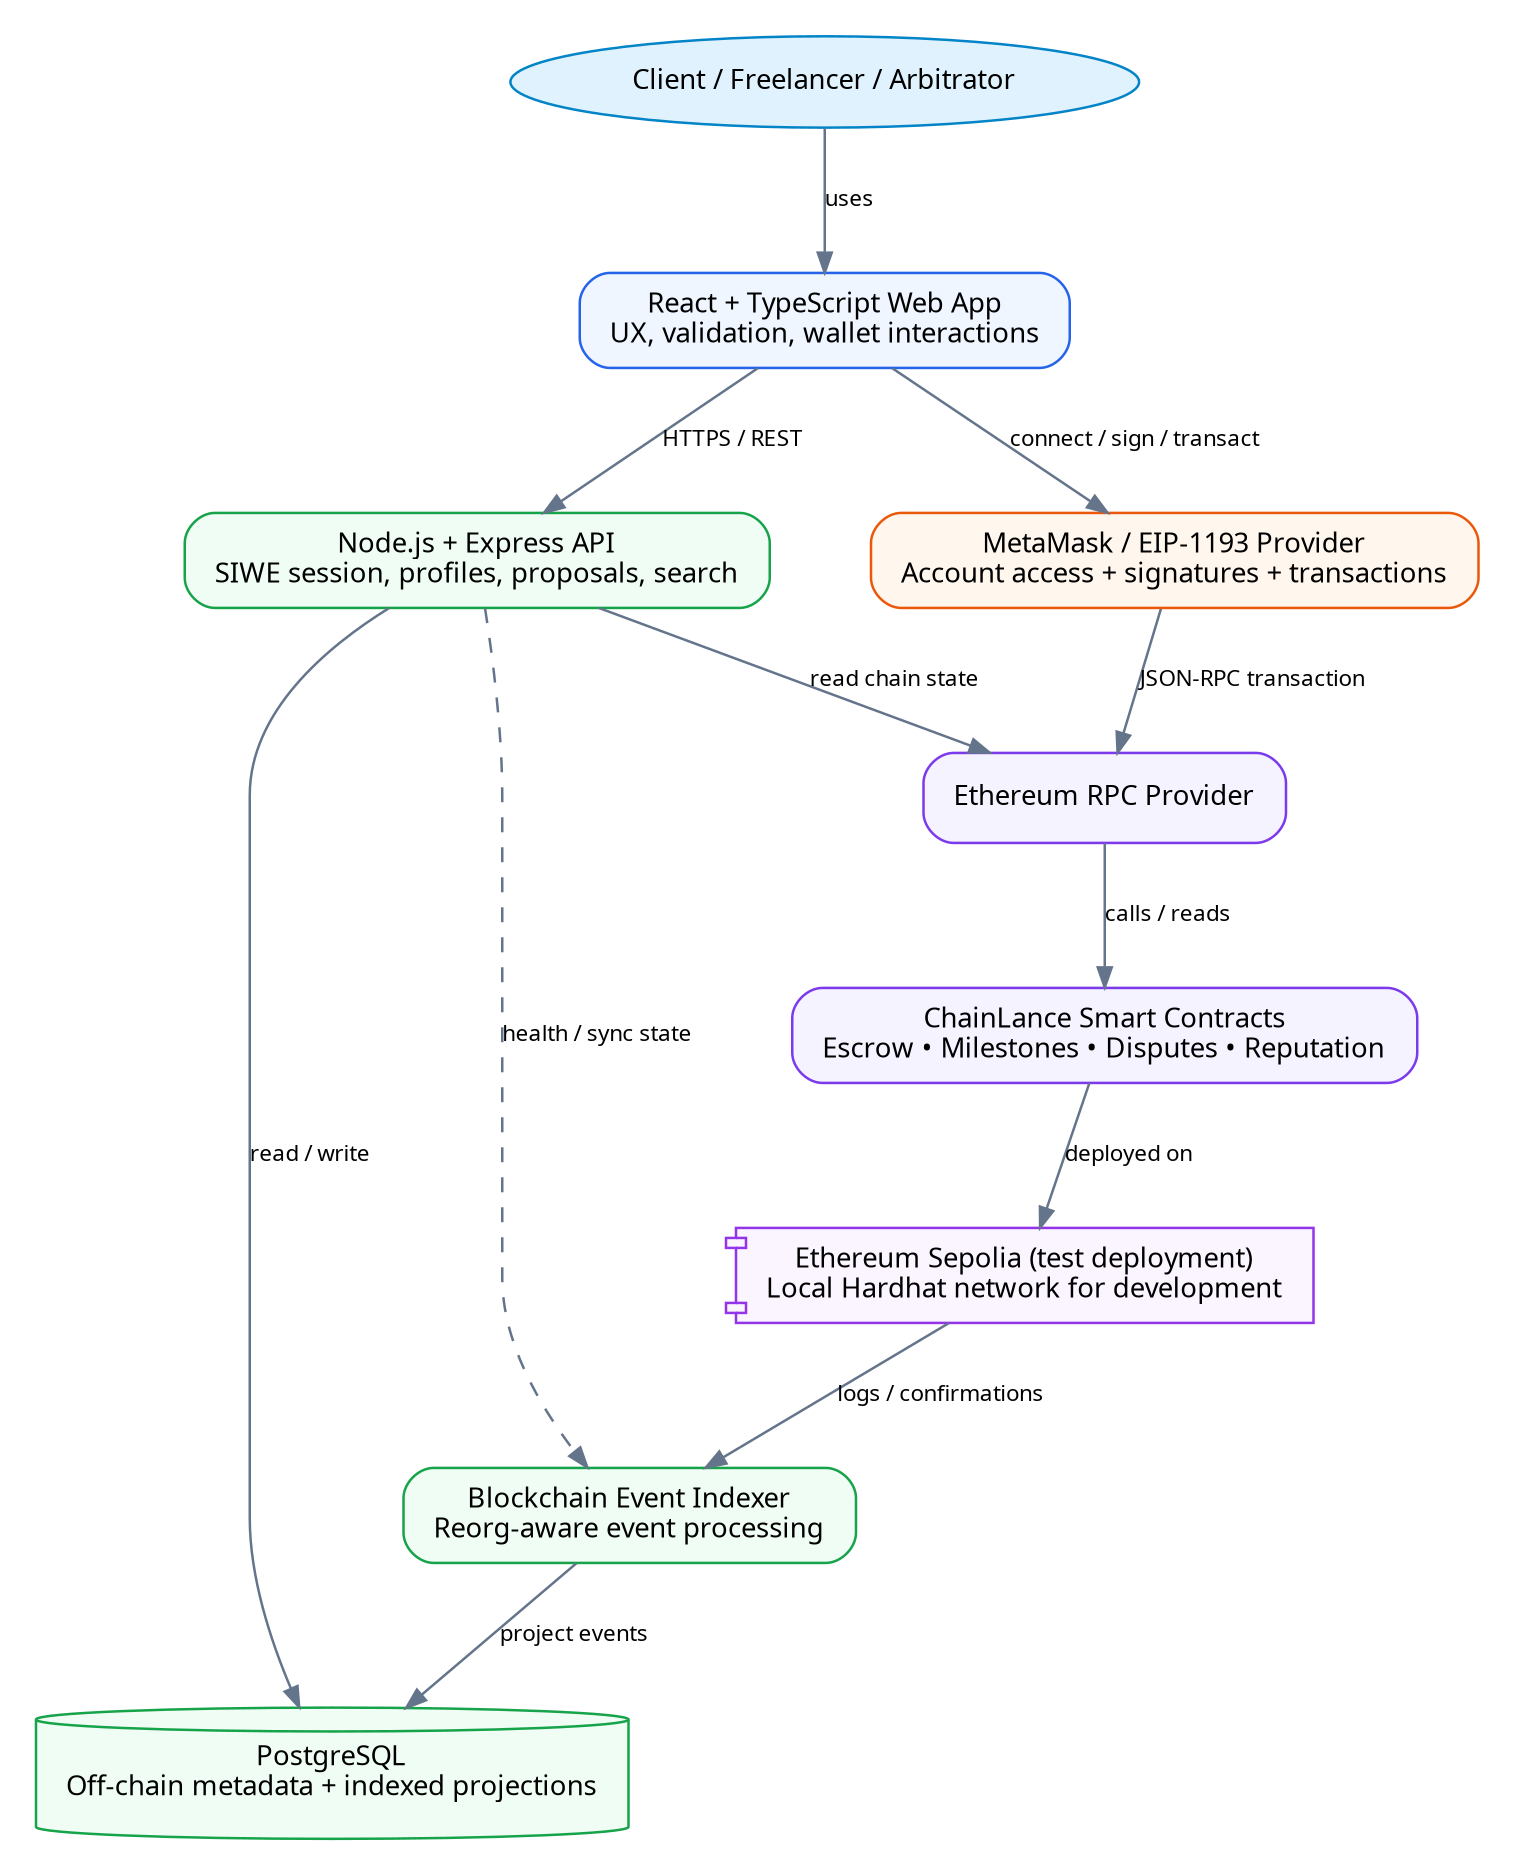 Client / Freelancer / Arbitrator
uses
React + TypeScript Web App
UX, validation, wallet interactions
HTTPS / REST
connect / sign / transact
Node.js + Express API
SIWE session, profiles, proposals, search
MetaMask / EIP-1193 Provider
Account access + signatures + transactions
read chain state
JSON-RPC transaction
Ethereum RPC Provider
calls / reads
ChainLance Smart Contracts
Escrow • Milestones • Disputes • Reputation
health / sync state
read / write
deployed on
Ethereum Sepolia (test deployment)
Local Hardhat network for development
logs / confirmations
Blockchain Event Indexer
Reorg-aware event processing
project events
PostgreSQL
Off-chain metadata + indexed projections